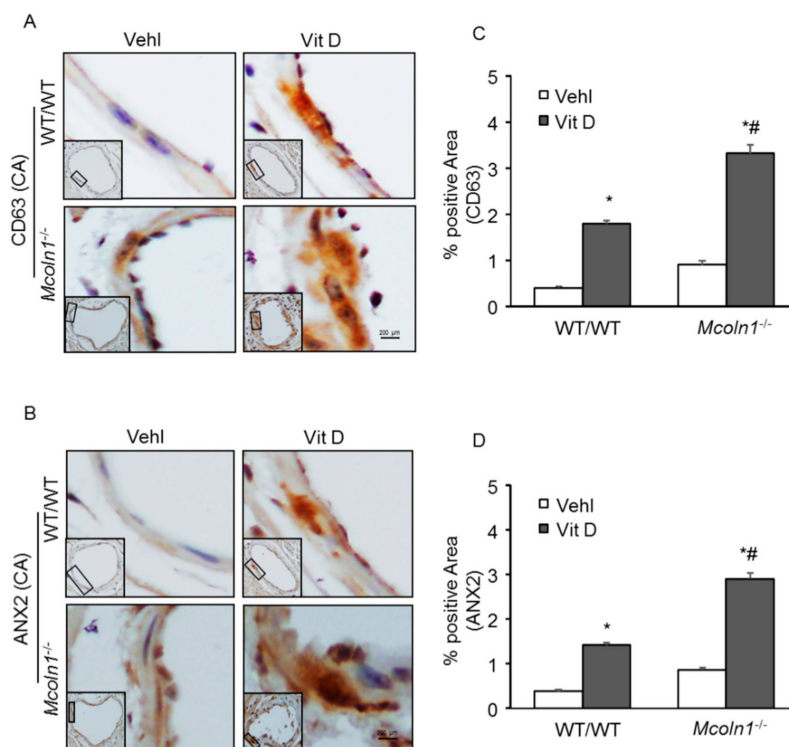 A
Vehl
Vit D
CD63 (CA)
WT/WT
Mcoln1⁻/⁻
200 µm
C
% positive Area
(CD63)
5
4
3
2
1
0
Vehl
Vit D
*
*#
WT/WT
Mcoln1⁻/⁻
B
Vehl
Vit D
ANX2 (CA)
WT/WT
Mcoln1⁻/⁻
200 µm
D
% positive Area
(ANX2)
5
4
3
2
1
0
Vehl
Vit D
*
*#
WT/WT
Mcoln1⁻/⁻